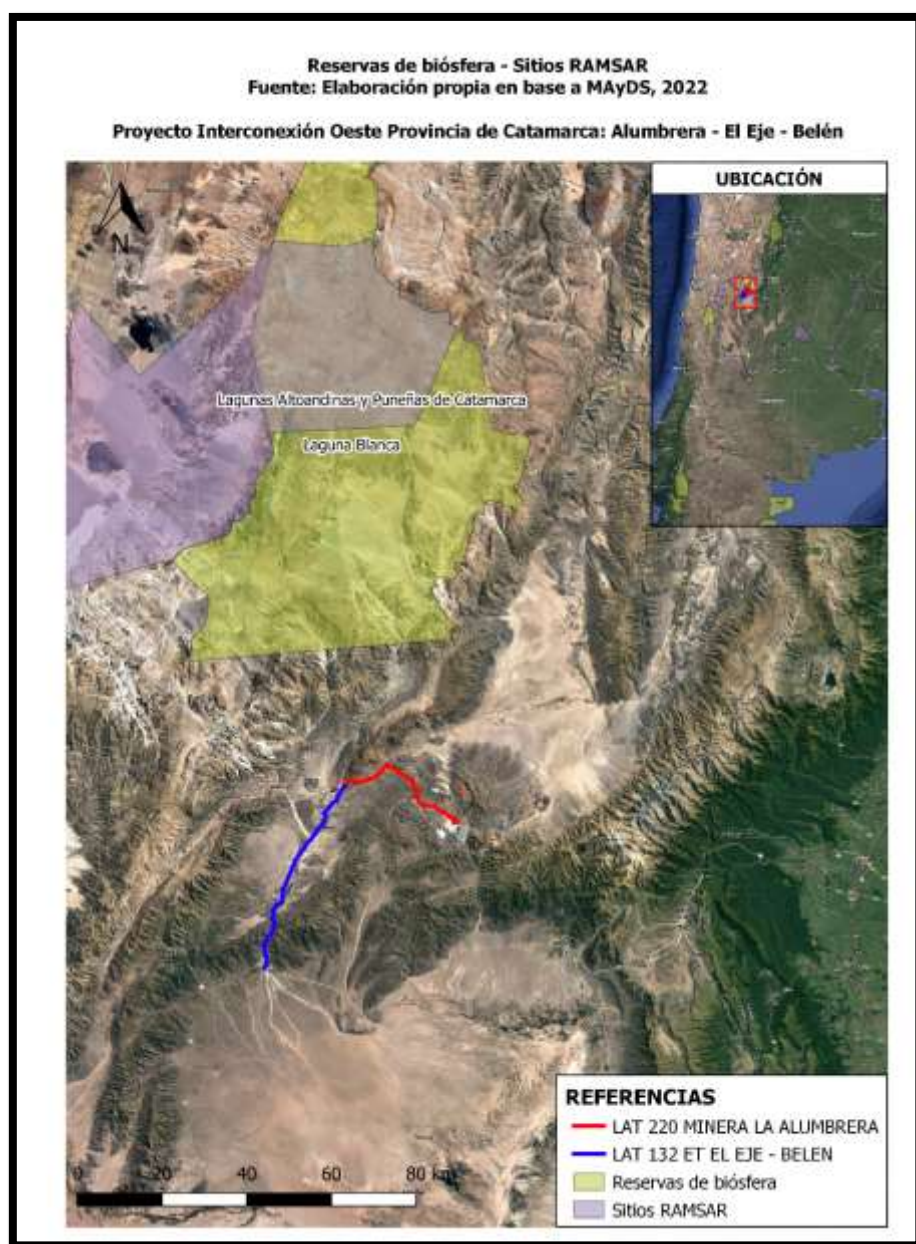 Reservas de biósfera - Sitios RAMSAR
Fuente: Elaboración propia en base a MAyDS, 2022
Proyecto Interconexión Oeste Provincia de Catamarca: Alumbrera - El Eje - Belén
UBICACIÓN
N
Lagunas Altoandinas y Puneñas de Catamarca
Laguna Blanca
REFERENCIAS
LAT 220 MINERA LA ALUMBRERA
LAT 132 ET EL EJE - BELEN
Reservas de biósfera
Sitios RAMSAR
0 20 40 60 80 km